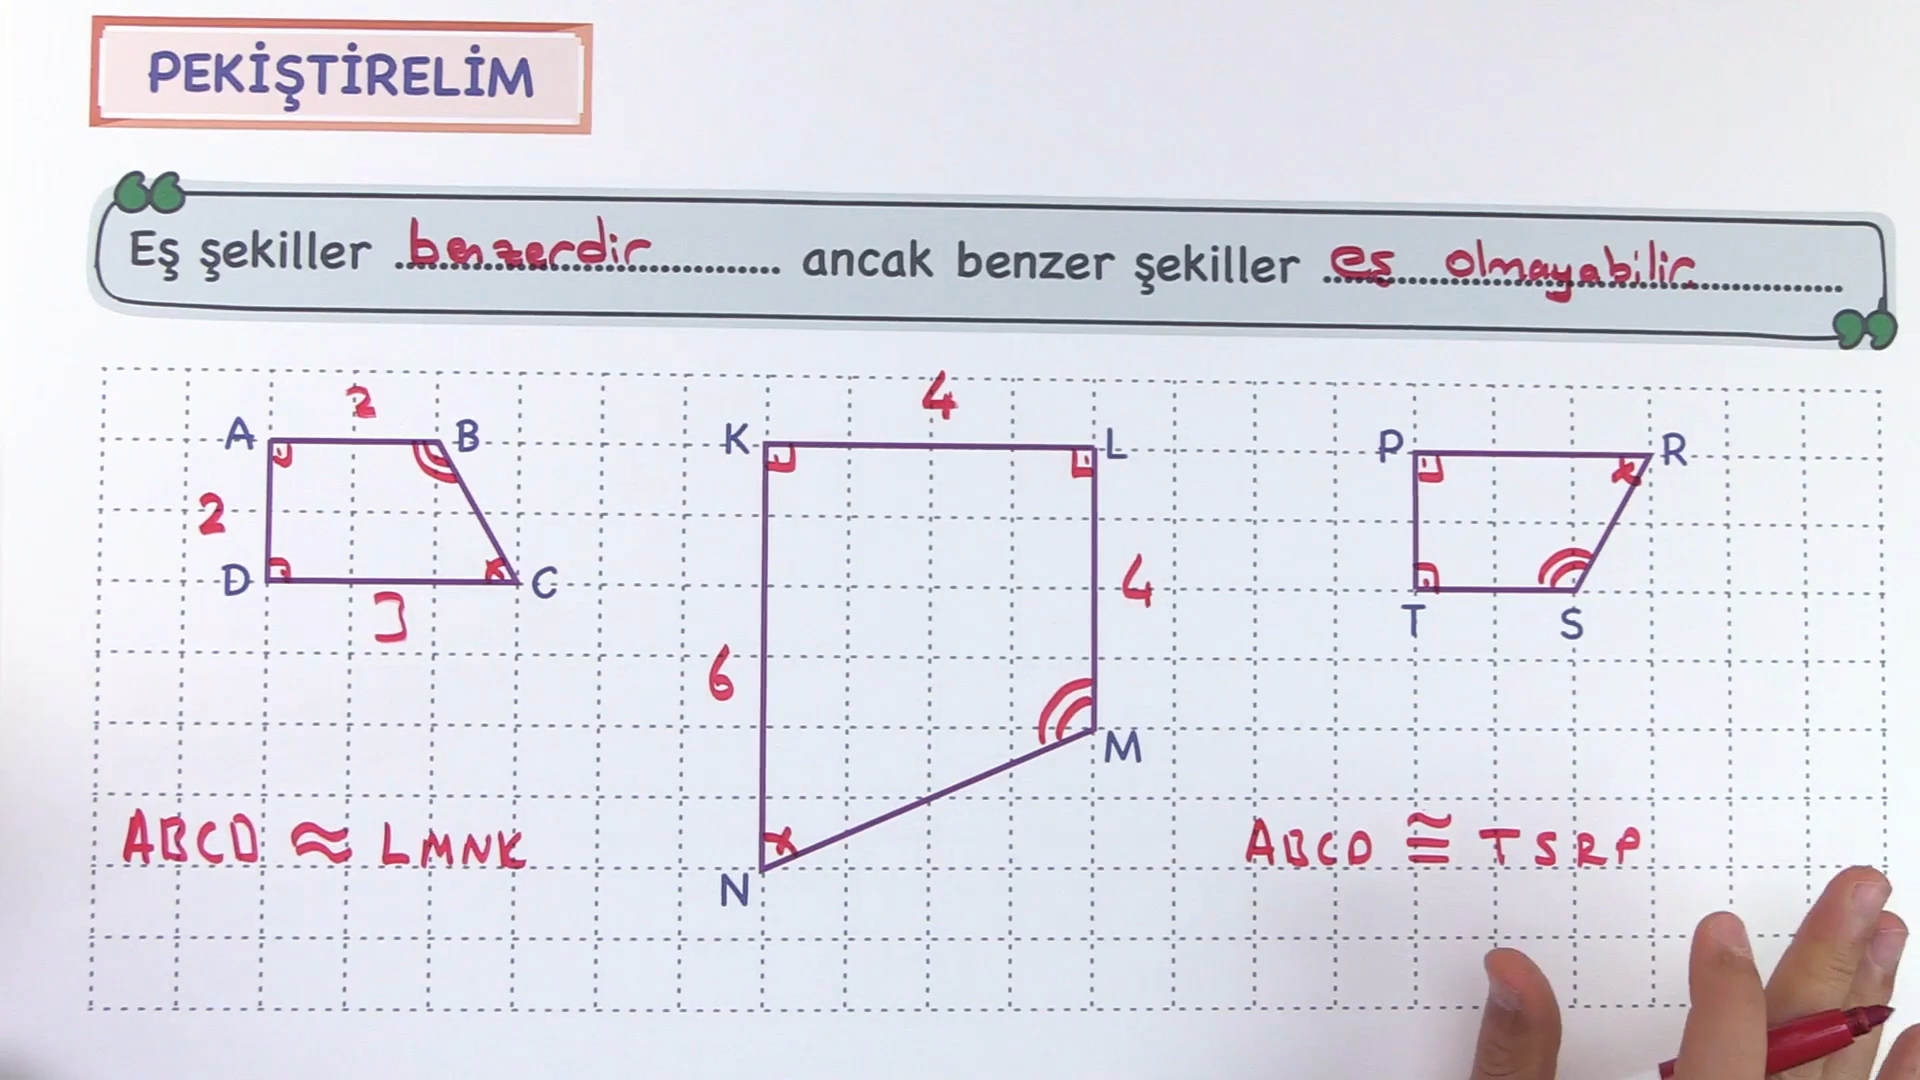 PEKİŞTİRELİM
Eş şekiller benzerdir ancak benzer şekiller eş olmayabilir
2 4
A B K L P R
2 4
D C T S
3
6
M
ABCD ≈ LMNK ABCD ≅ TSRP
N